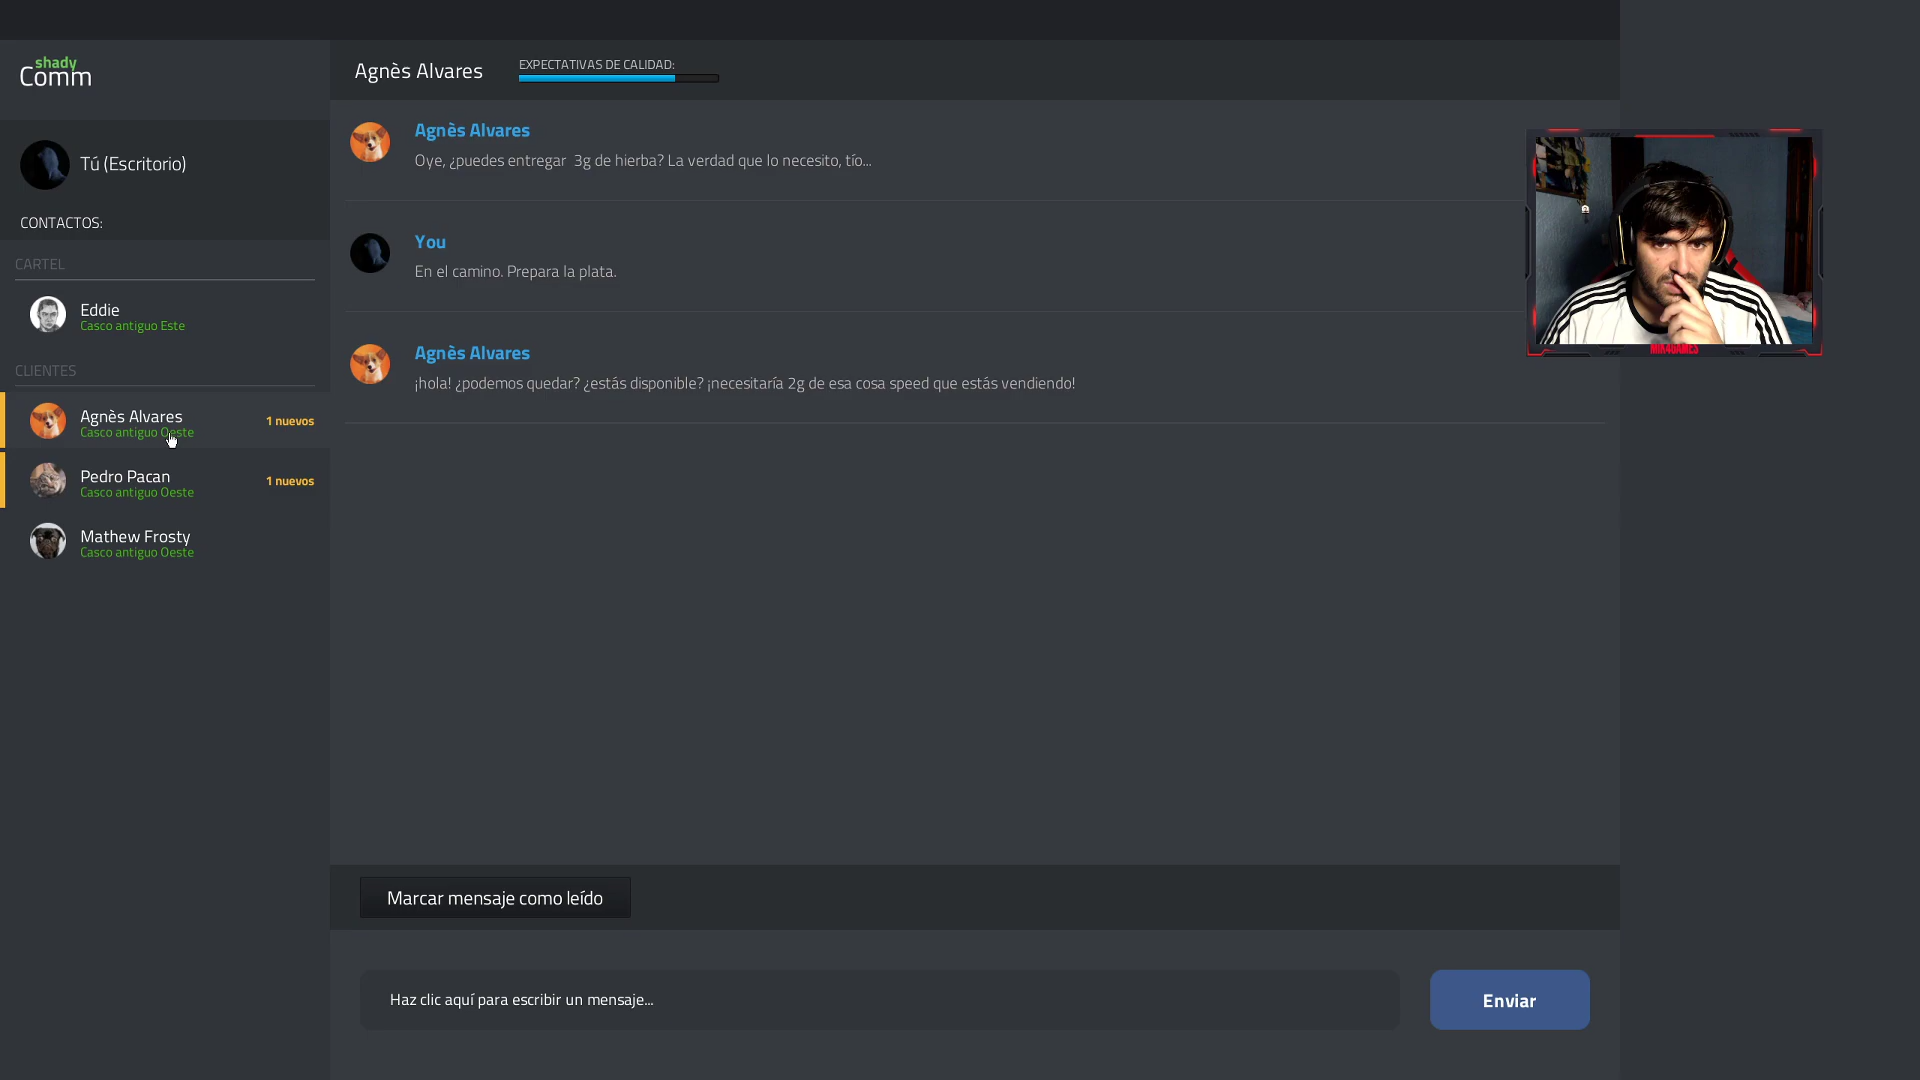 shady
Comm
Tú (Escritorio)
CONTACTOS:
CARTEL
Eddie
Casco antiguo Este
CLIENTES
Agnès Alvares
Casco antiguo Oeste
1 nuevos
Pedro Pacan
Casco antiguo Oeste
1 nuevos
Mathew Frosty
Casco antiguo Oeste
Agnès Alvares
EXPECTATIVAS DE CALIDAD:
Agnès Alvares
Oye, ¿puedes entregar  3g de hierba? La verdad que lo necesito, tío...
You
En el camino. Prepara la plata.
Agnès Alvares
¡hola! ¿podemos quedar? ¿estás disponible? ¡necesitaría 2g de esa cosa speed que estás vendiendo!
MIK4GAMES
Marcar mensaje como leído
Haz clic aquí para escribir un mensaje...
Enviar